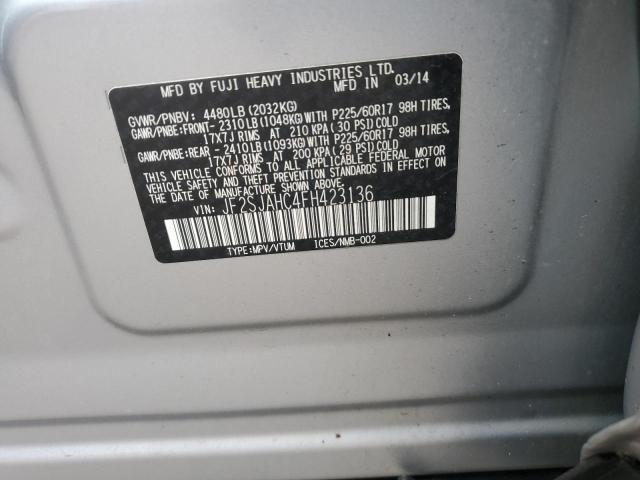 MFD BY FUJI HEAVY INDUSTRIES LTD.
MFD IN 03/14
GVWR/PNBV: 4480LB (2032KG)
GAWR/PNBE:FRONT-2310LB(1048KG)WITH P225/60R17 98H TIRES,
17X7J RIMS AT 210 KPA(30 PSI)COLD
GAWR/PNBE:REAR -2410LB(1093KG)WITH P225/60R17 98H TIRES,
17X7J RIMS AT 200 KPA(29 PSI)COLD
THIS VEHICLE CONFORMS TO ALL APPLICABLE FEDERAL MOTOR
VEHICLE SAFETY,BUMPER,AND THEFT PREVENTION STANDARDS
IN EFFECT ON THE DATE OF MANUFACTURE SHOWN ABOVE.
VIN: JF2SJAHC4FH423136
TYPE:MPV/VTUM ICES/NMB-002